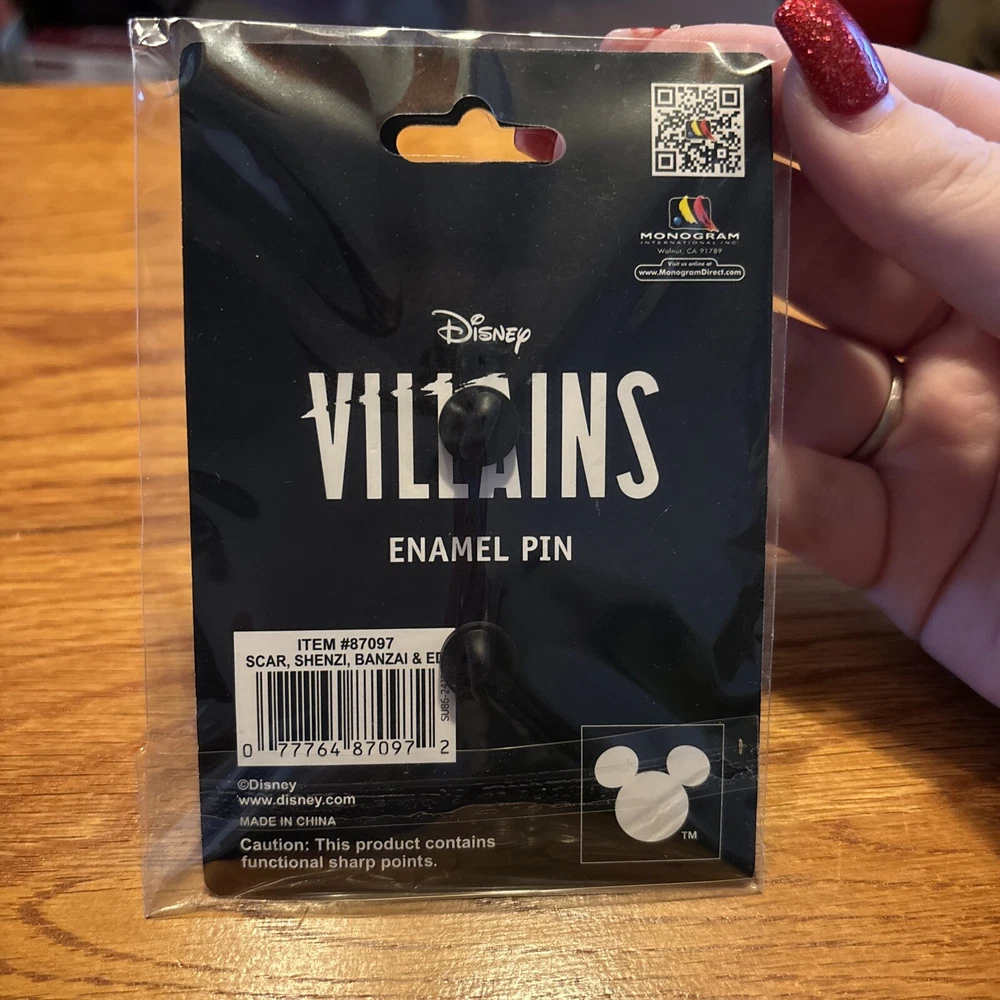 MONOGRAM
INTERNATIONAL INC
Walnut, CA 91789
Visit us online at
www.MonogramDirect.com
Disney
VILLAINS
ENAMEL PIN
ITEM #87097
SCAR, SHENZI, BANZAI & ED
0 77764 87097 2
©Disney
www.disney.com
MADE IN CHINA
Caution: This product contains
functional sharp points.
TM